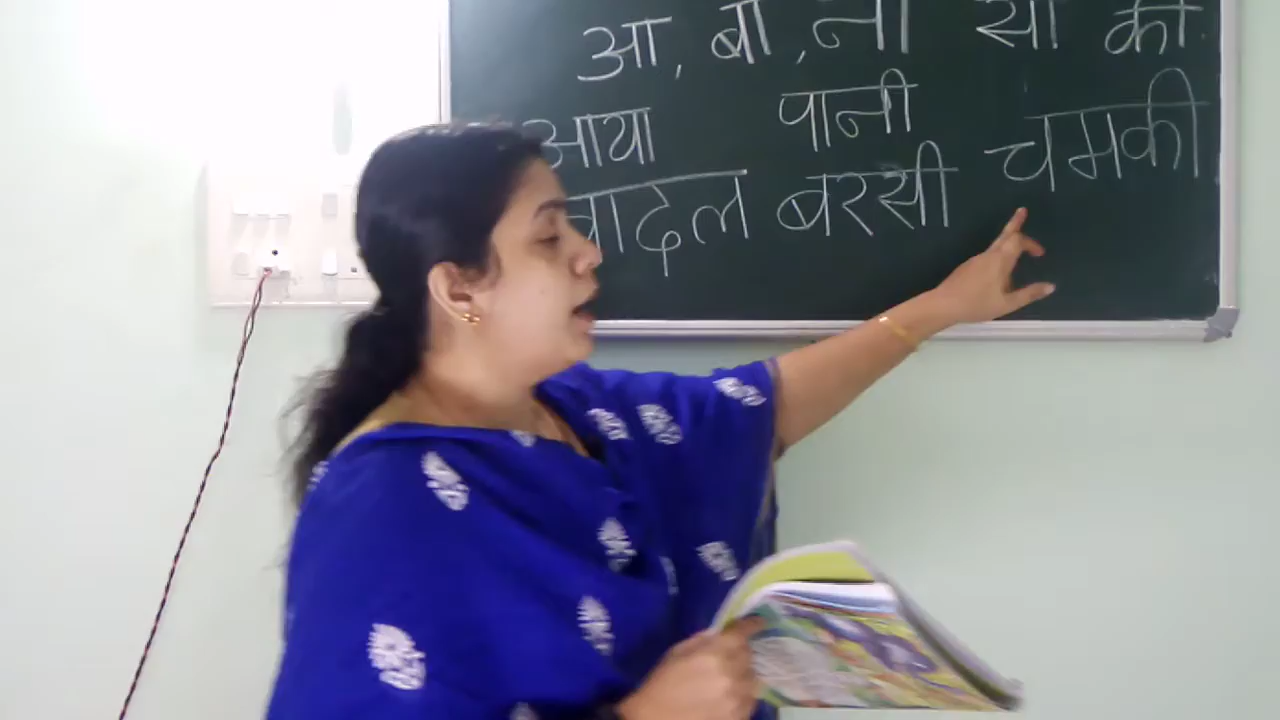 आ, बा, नी सी की
आया पानी चमकी
बादल बरसी